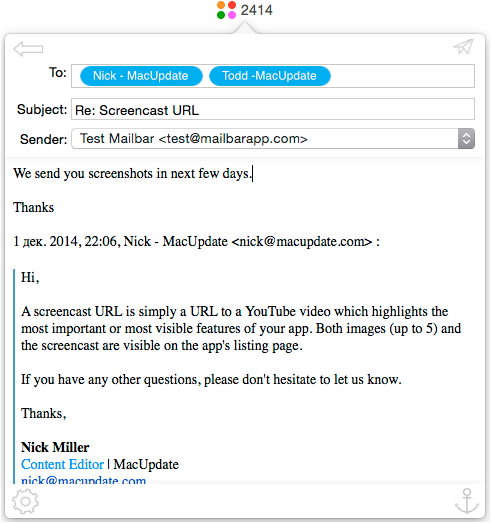 2414
To: Nick - MacUpdate Todd -MacUpdate
Subject: Re: Screencast URL
Sender: Test Mailbar <test@mailbarapp.com>
We send you screenshots in next few days.
Thanks
1 дек. 2014, 22:06, Nick - MacUpdate <nick@macupdate.com> :
Hi,
A screencast URL is simply a URL to a YouTube video which highlights the
most important or most visible features of your app. Both images (up to 5) and
the screencast are visible on the app's listing page.
If you have any other questions, please don't hesitate to let us know.
Thanks,
Nick Miller
Content Editor | MacUpdate
nick@macupdate.com